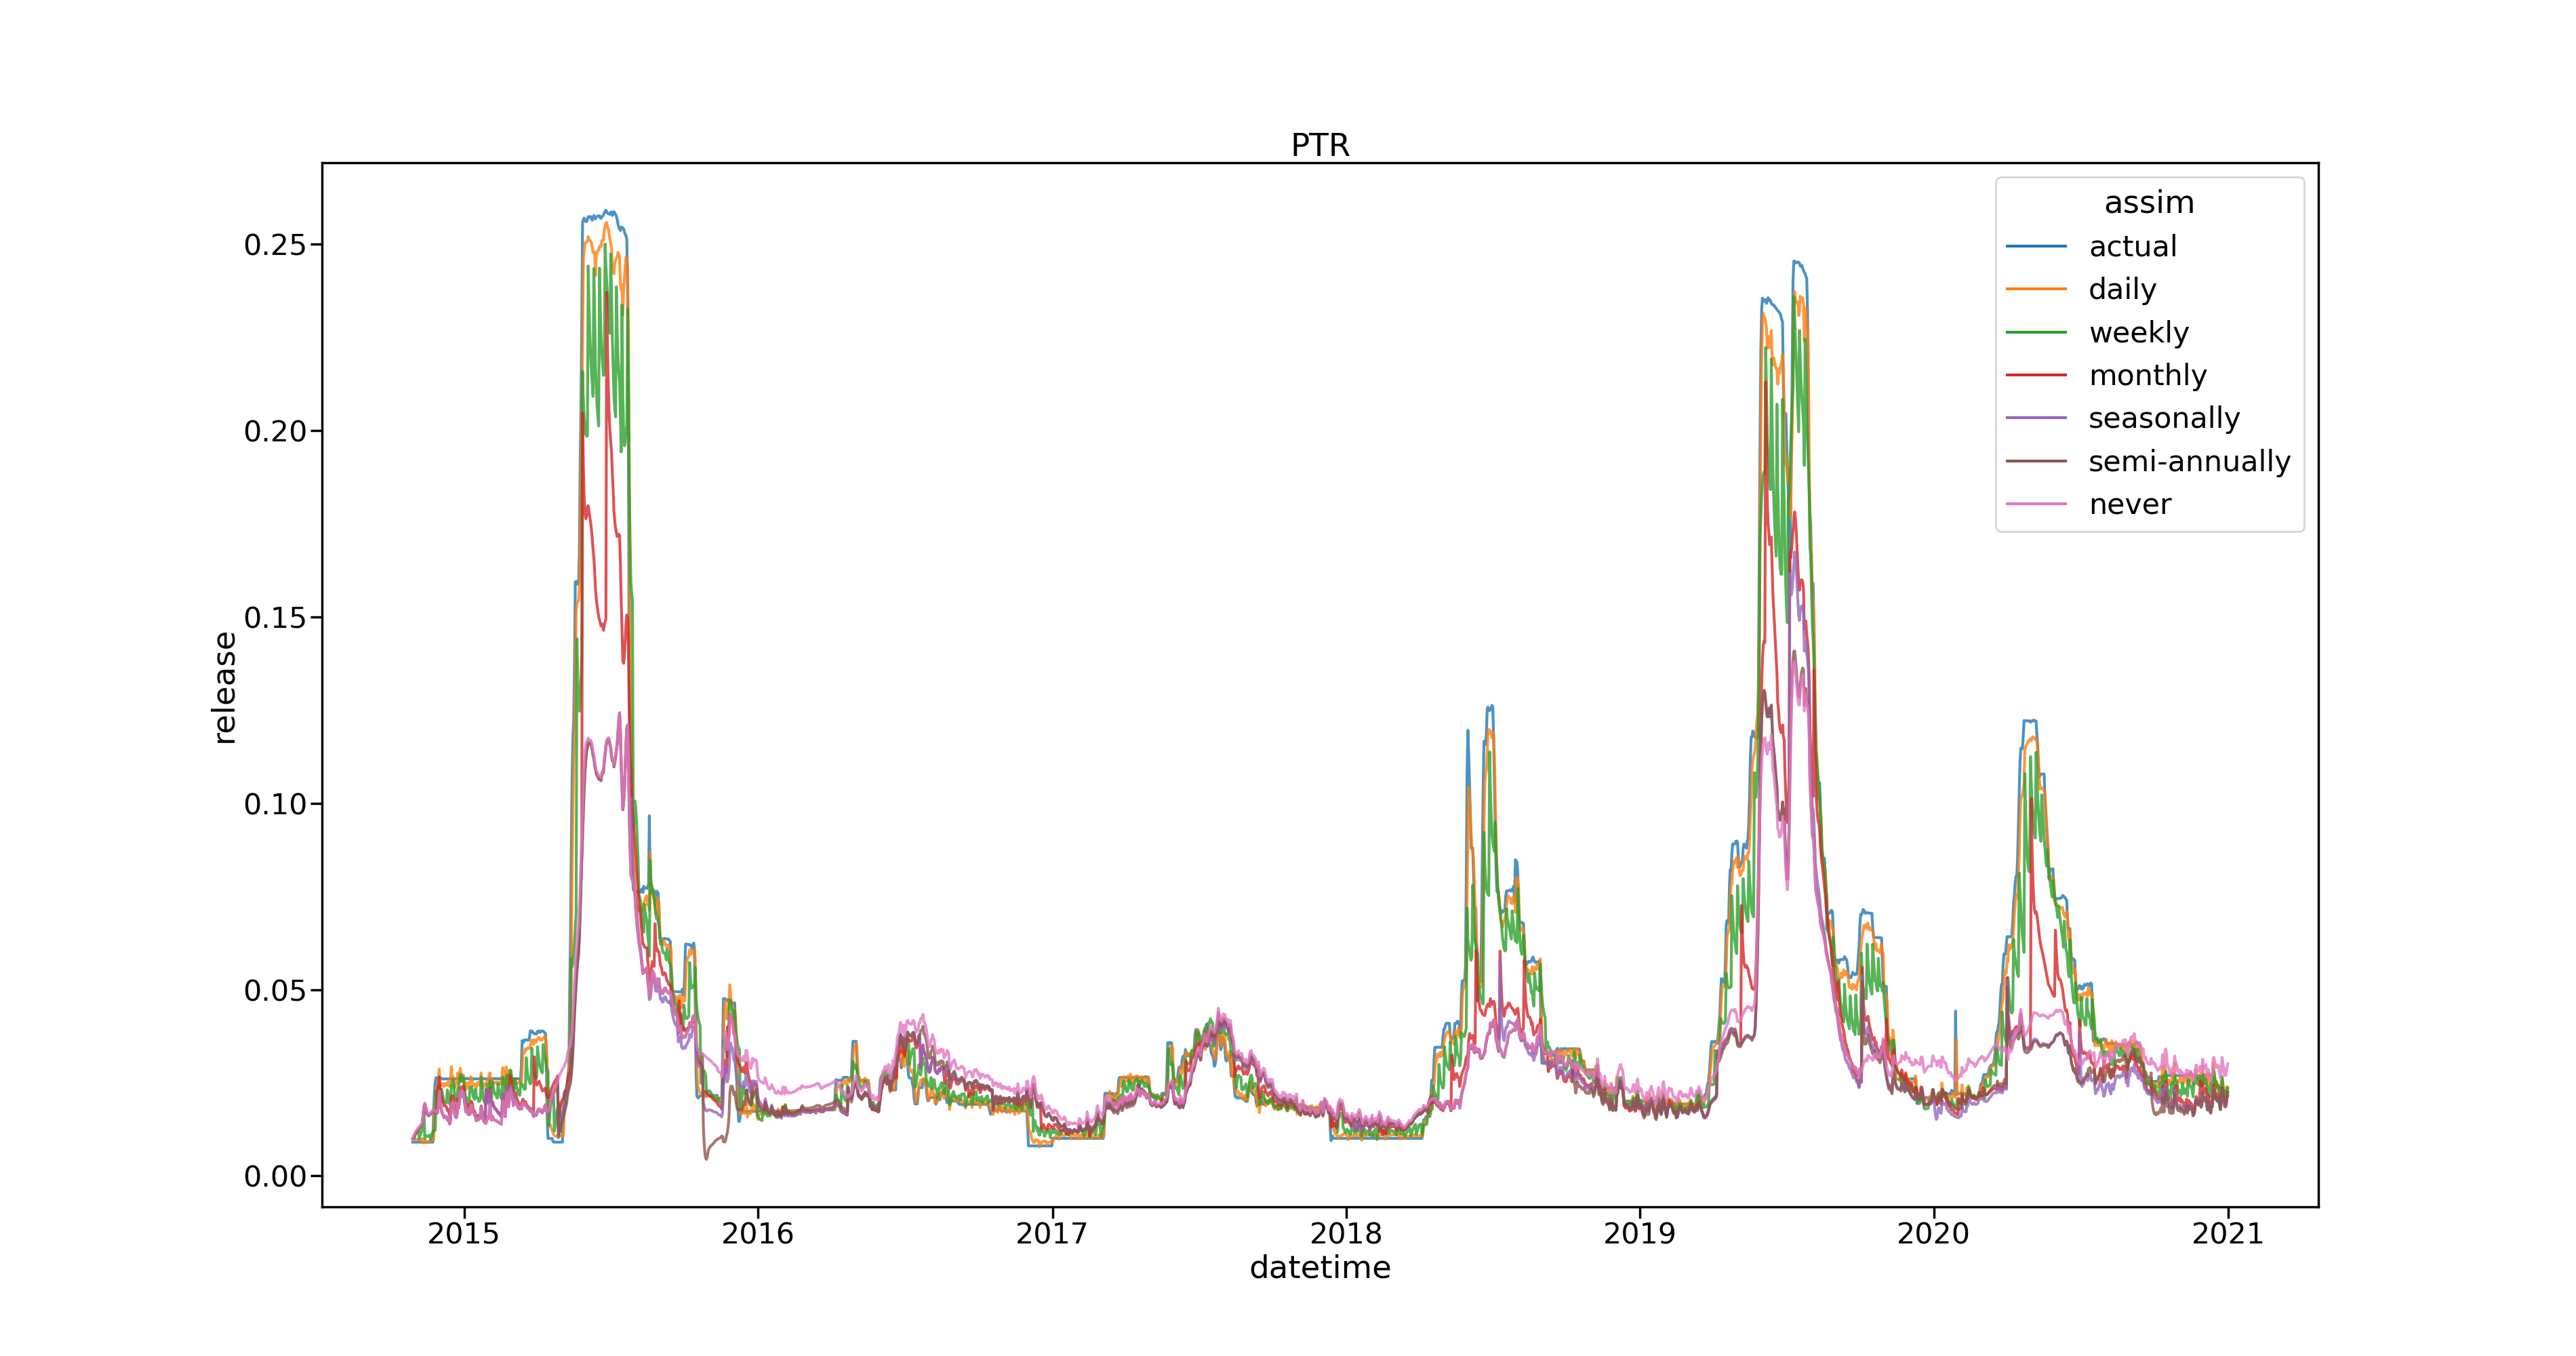 PTR
release
0.25
0.20
0.15
0.10
0.05
0.00
assim
actual
daily
weekly
monthly
seasonally
semi-annually
never
2015 2016 2017 2018 2019 2020 2021
datetime